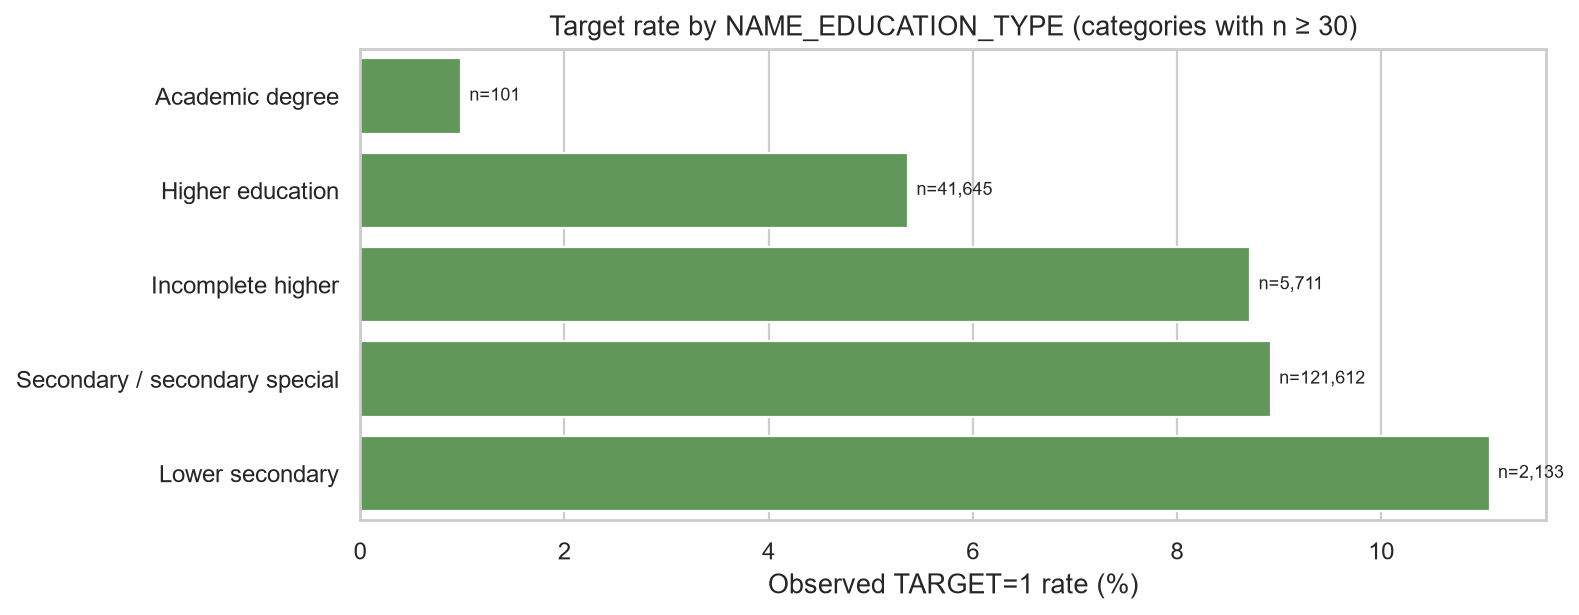 Target rate by NAME_EDUCATION_TYPE (categories with n ≥ 30)
Academic degree n=101
Higher education n=41,645
Incomplete higher n=5,711
Secondary / secondary special n=121,612
Lower secondary n=2,133
0 2 4 6 8 10
Observed TARGET=1 rate (%)